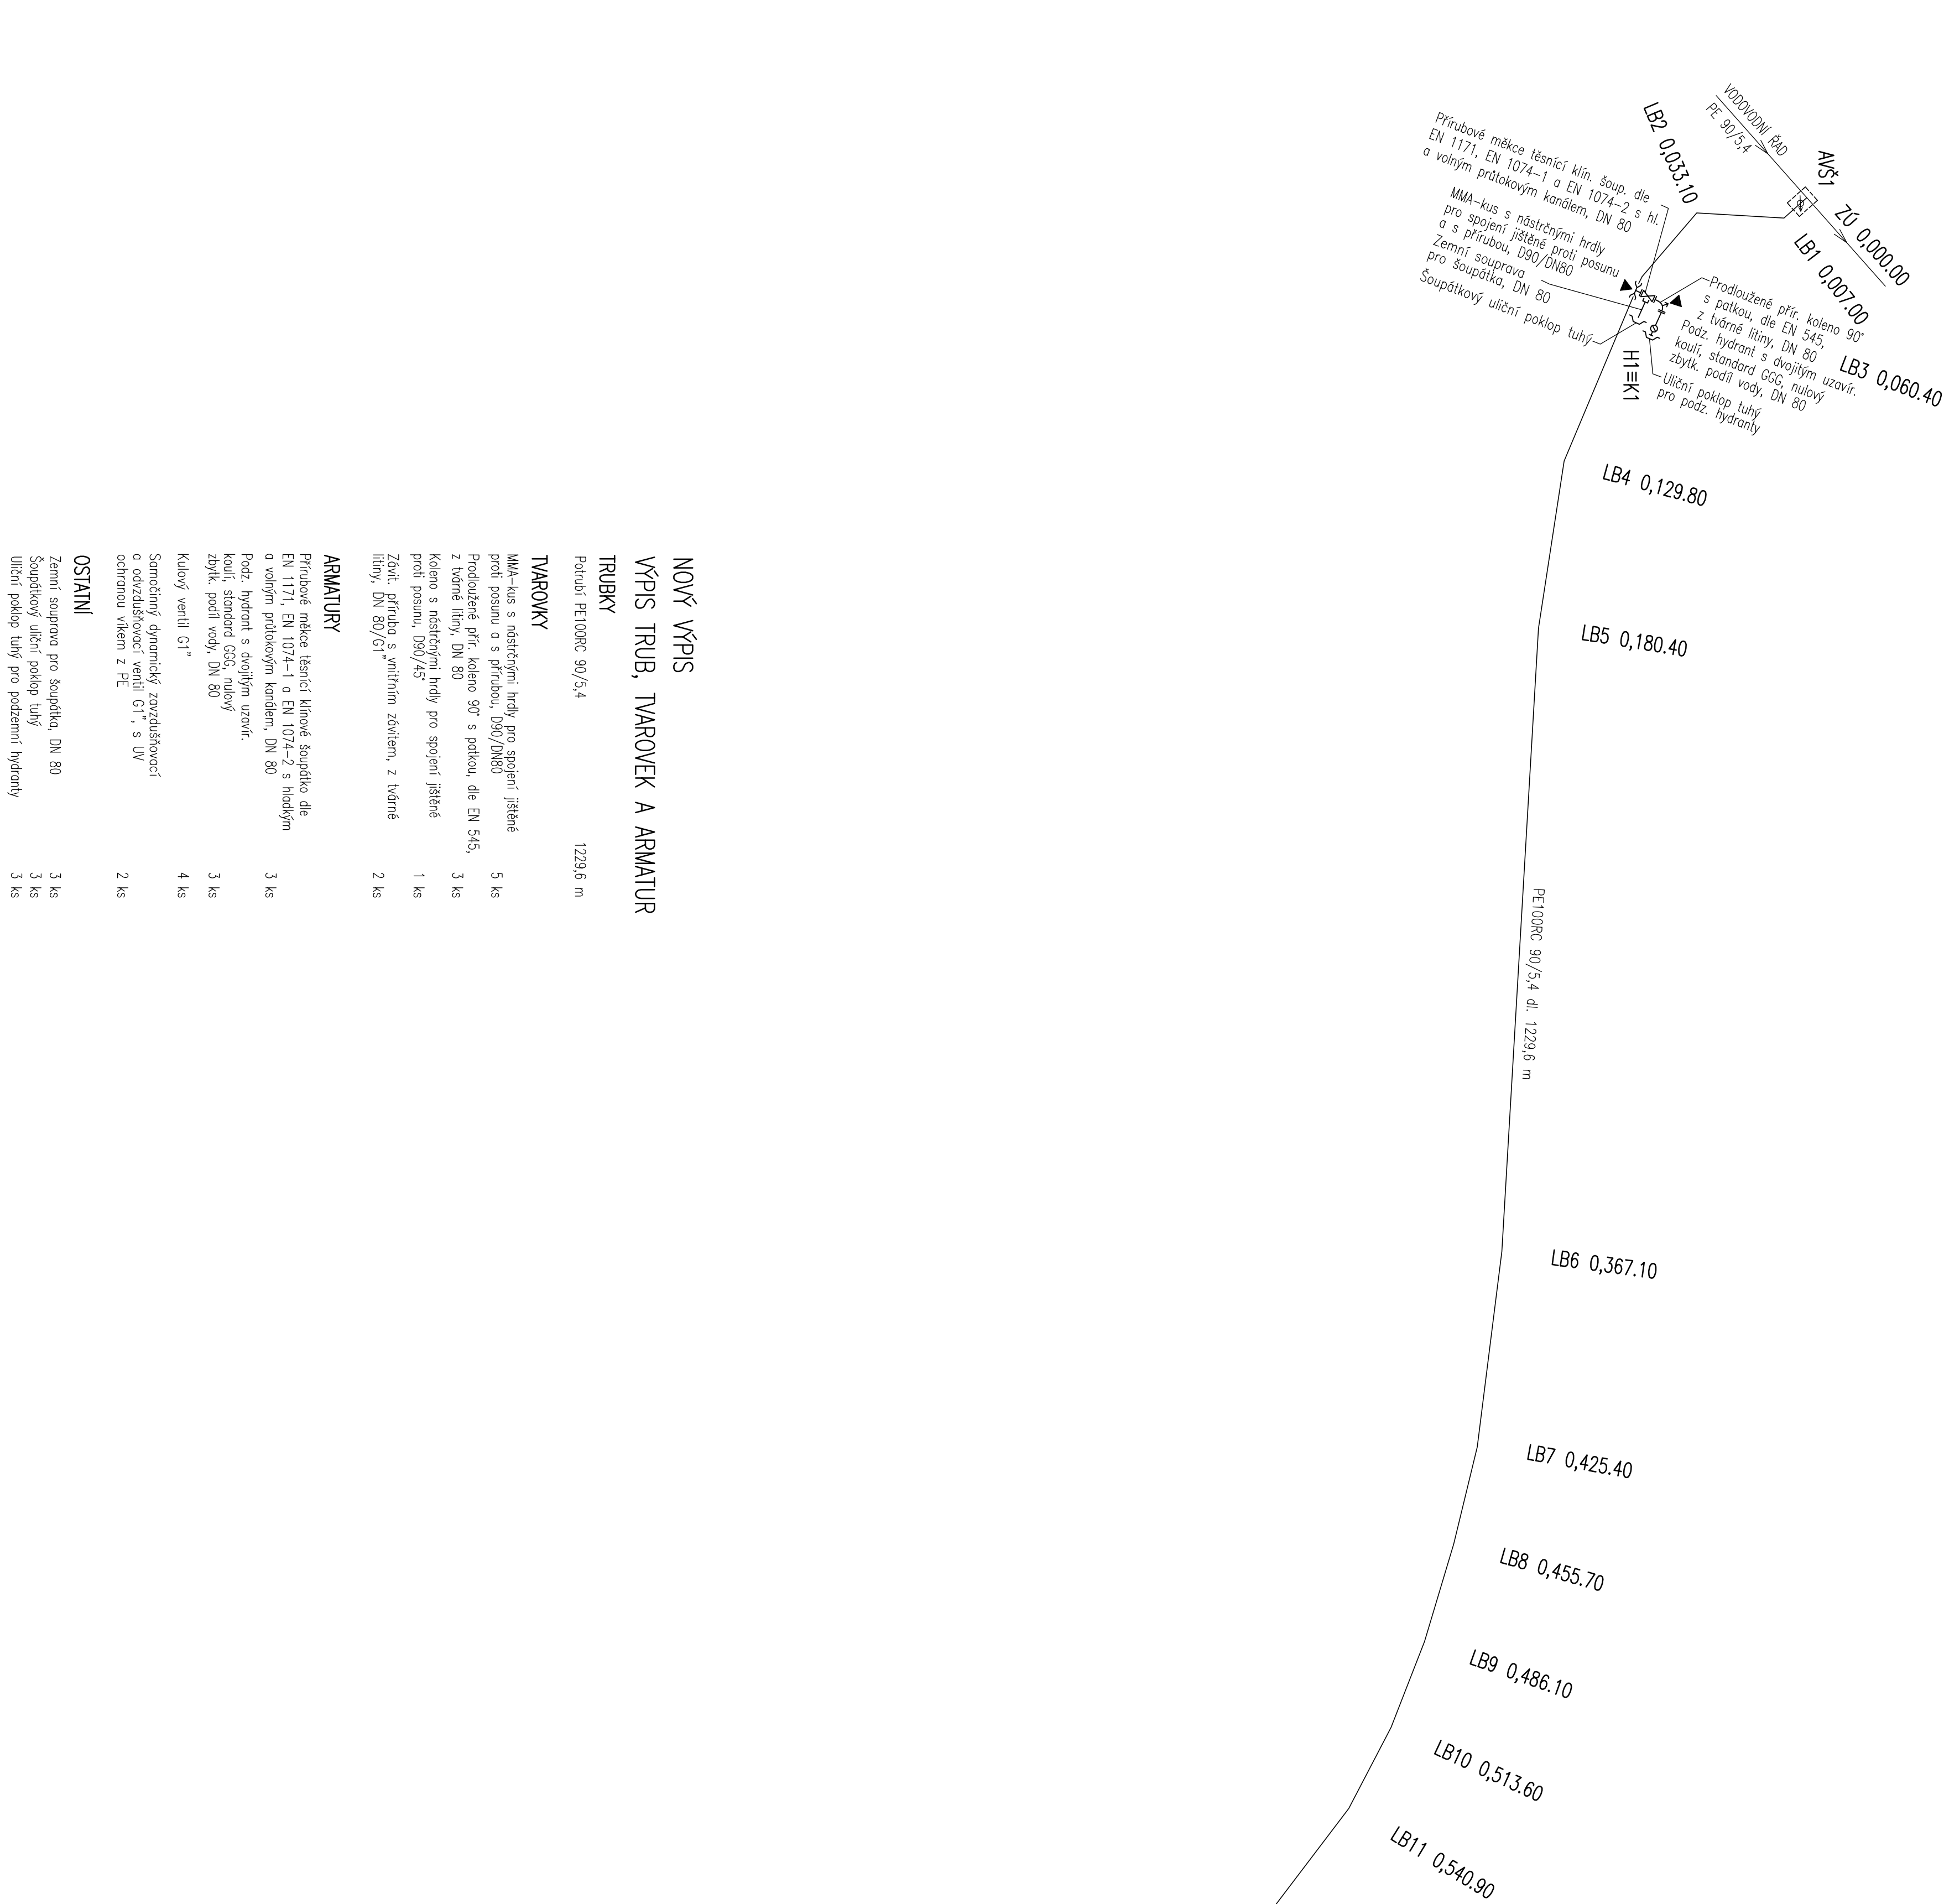 VODOVODNÍ ŘAD
PE 90/5,4
AVŠ1
ZÚ 0,000.00
LB1 0,007.00
LB2 0,033.10
LB3 0,060.40
Přírubové měkce těsnící klín. šoup. dle
EN 1171, EN 1074-1 a EN 1074-2 s hl.
a volným průtokovým kanálem, DN 80
MMA-kus s nástrčnými hrdly
pro spojení jištěné proti posunu
a s přírubou, D90/DN80
Zemní souprava
pro šoupátka, DN 80
Šoupátkový uliční poklop tuhý
Prodloužené přír. koleno 90°
s patkou, dle EN 545,
z tvárné litiny, DN 80
Podz. hydrant s dvojitým uzavír.
koulí, standard GGG, nulový
zbytk. podíl vody, DN 80
Uliční poklop tuhý
pro podz. hydranty
H1≡K1
LB4 0,129.80
LB5 0,180.40
PE100RC 90/5,4 dl. 1229,6 m
LB6 0,367.10
LB7 0,425.40
LB8 0,455.70
LB9 0,486.10
LB10 0,513.60
LB11 0,540.90
NOVÝ VÝPIS
VÝPIS TRUB, TVAROVEK A ARMATUR
TRUBKY
Potrubí PE100RC 90/5,4 1229,6 m
TVAROVKY
MMA-kus s nástrčnými hrdly pro spojení jištěné
proti posunu a s přírubou, D90/DN80 5 ks
Prodloužené přír. koleno 90° s patkou, dle EN 545,
z tvárné litiny, DN 80 3 ks
Koleno s nástrčnými hrdly pro spojení jištěné
proti posunu, D90/45° 1 ks
Závit. příruba s vnitřním závitem, z tvárné
litiny, DN 80/G1" 2 ks
ARMATURY
Přírubové měkce těsnící klínové šoupátko dle
EN 1171, EN 1074-1 a EN 1074-2 s hladkým
a volným průtokovým kanálem, DN 80 3 ks
Podz. hydrant s dvojitým uzavír.
koulí, standard GGG, nulový
zbytk. podíl vody, DN 80 3 ks
Kulový ventil G1" 4 ks
Samočinný dynamický zavzdušňovací
a odvzdušňovací ventil G1", s UV
ochranou víkem z PE 2 ks
OSTATNÍ
Zemní souprava pro šoupátka, DN 80 3 ks
Šoupátkový uliční poklop tuhý 3 ks
Uliční poklop tuhý pro podzemní hydranty 3 ks